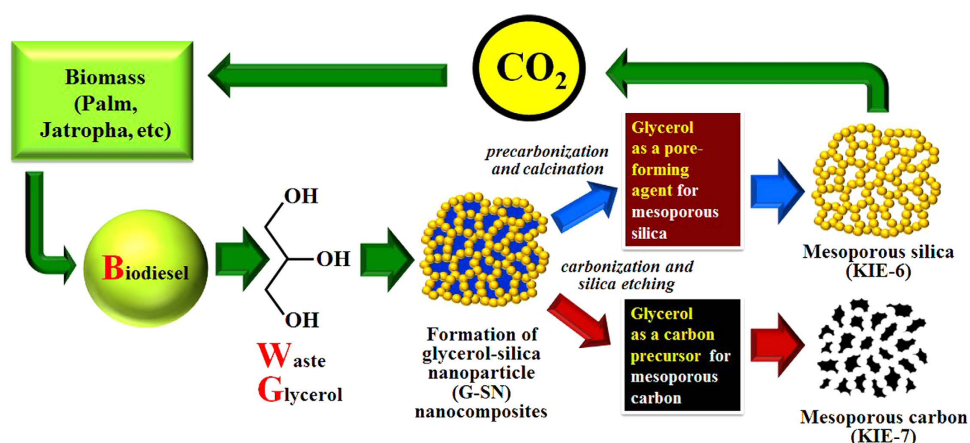 CO2
Biomass
(Palm,
Jatropha, etc)
Biodiesel
OH
OH
OH
Waste
Glycerol
Formation of
glycerol-silica
nanoparticle
(G-SN)
nanocomposites
precarbonization
and calcination
Glycerol
as a pore-
forming
agent for
mesoporous
silica
Mesoporous silica
(KIE-6)
carbonization and
silica etching
Glycerol
as a carbon
precursor for
mesoporous
carbon
Mesoporous carbon
(KIE-7)